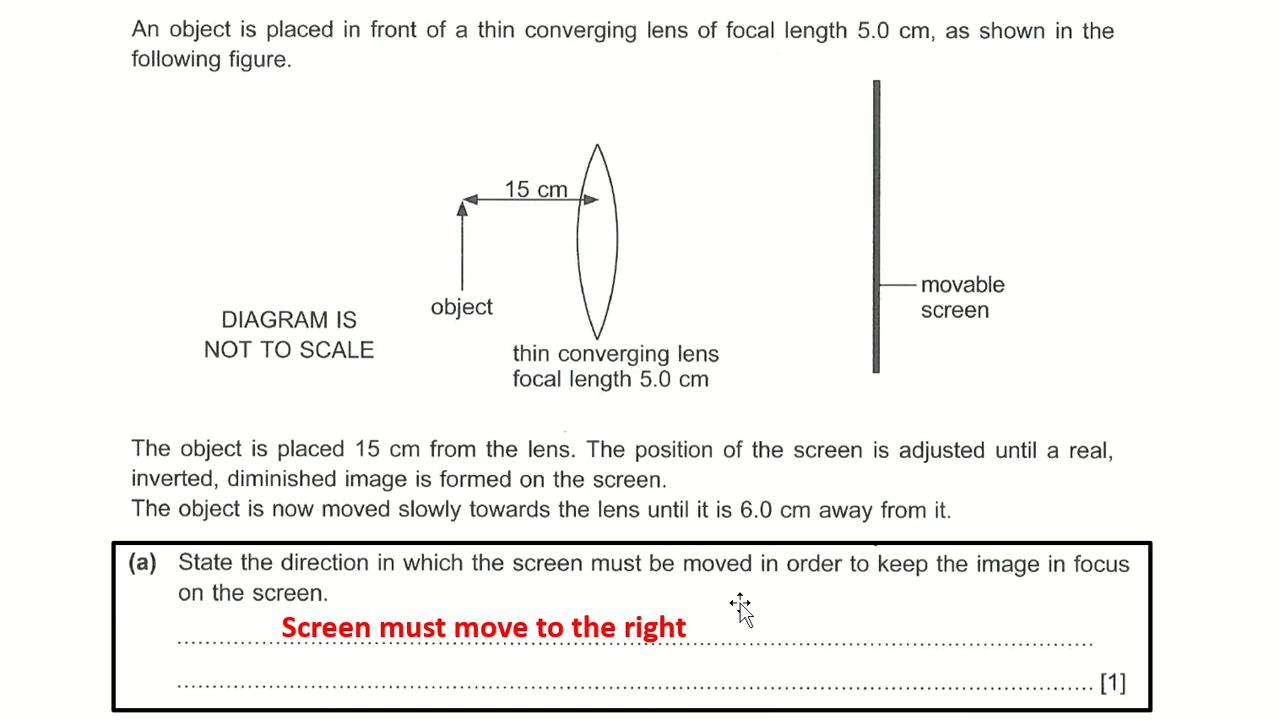 An object is placed in front of a thin converging lens of focal length 5.0 cm, as shown in the
following figure.
15 cm
object
movable
screen
DIAGRAM IS
NOT TO SCALE
thin converging lens
focal length 5.0 cm
The object is placed 15 cm from the lens. The position of the screen is adjusted until a real,
inverted, diminished image is formed on the screen.
The object is now moved slowly towards the lens until it is 6.0 cm away from it.
(a) State the direction in which the screen must be moved in order to keep the image in focus
on the screen.
Screen must move to the right
[1]